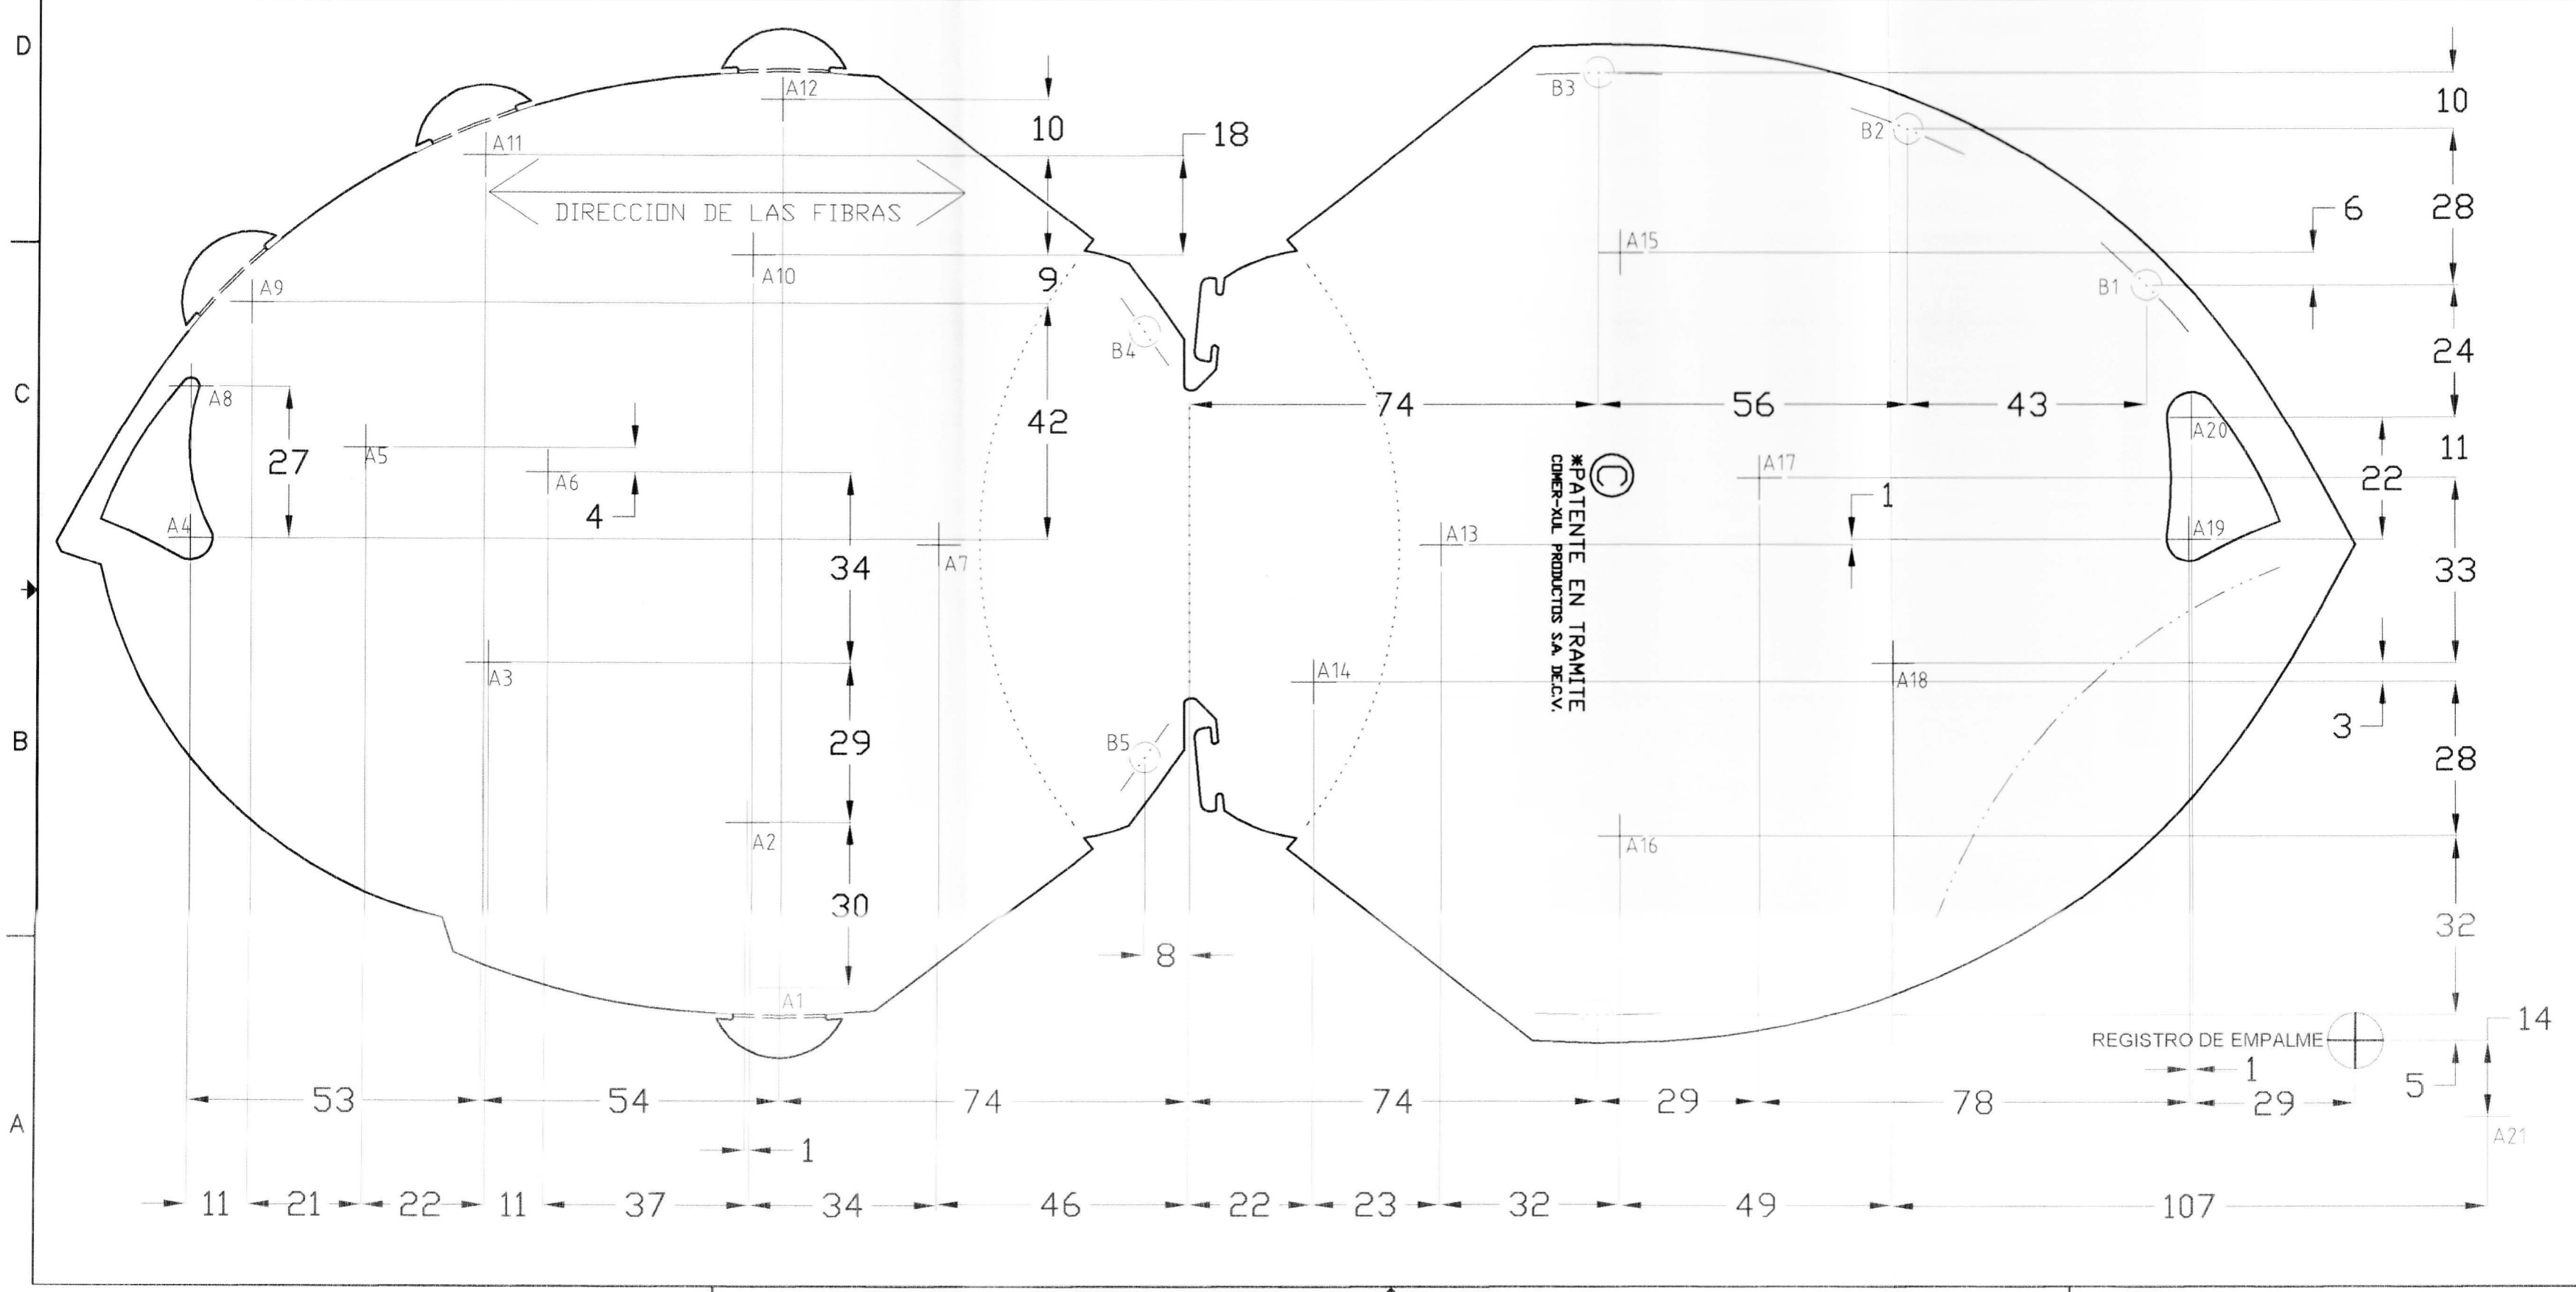 D
C
B
A
A12
A11
A9
A10
A8
A5
A6
A4
A7
A3
A2
A1
DIRECCION DE LAS FIBRAS
10
18
9
42
27
4
34
29
30
B3
B2
B1
B4
B5
A15
A17
A13
A14
A18
A16
A20
A19
A21
10
28
6
24
11
22
33
3
28
32
14
5
74
56
43
1
8
©
*PATENTE EN TRAMITE
COMER-XUL PRODUCTOS S.A. DE.C.V.
REGISTRO DE EMPALME
1
53
54
74
74
29
78
29
1
11
21
22
11
37
34
46
22
23
32
49
107